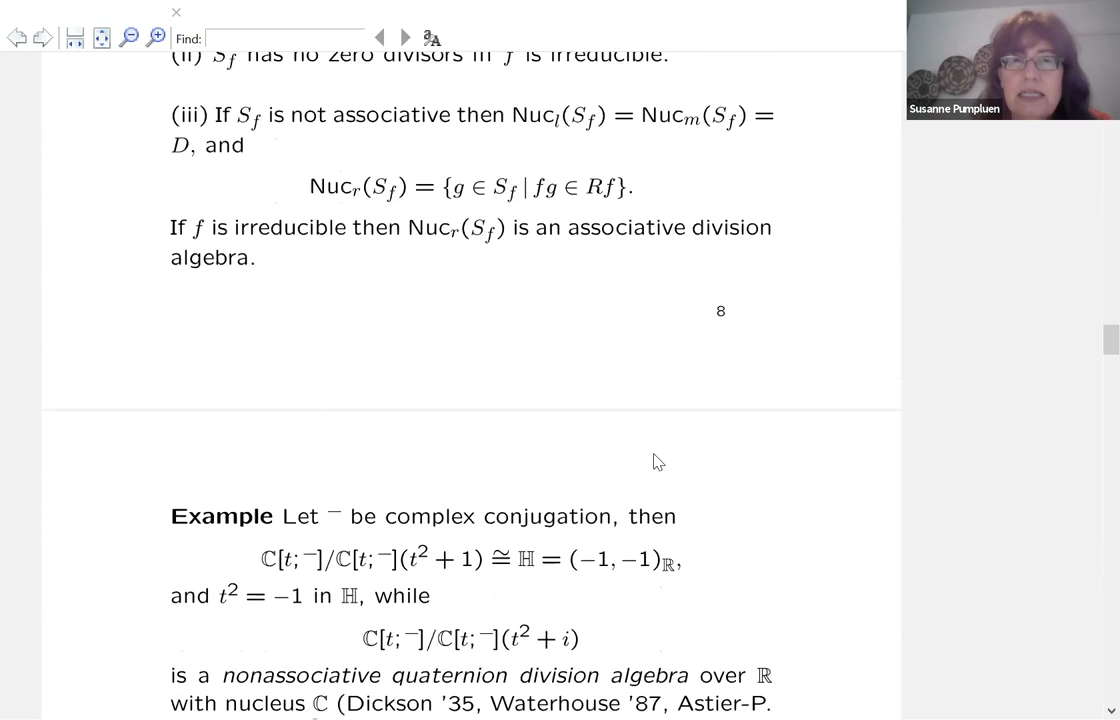 Find:
Susanne Pumpluen
(ii) S_f has no zero divisors iff f is irreducible.
(iii) If S_f is not associative then Nuc_l(S_f) = Nuc_m(S_f) =
D, and
Nuc_r(S_f) = {g ∈ S_f | fg ∈ Rf}.
If f is irreducible then Nuc_r(S_f) is an associative division
algebra.
8
Example Let ‾ be complex conjugation, then
ℂ[t; ‾]/ℂ[t; ‾](t² + 1) ≅ ℍ = (−1, −1)_ℝ,
and t² = −1 in ℍ, while
ℂ[t; ‾]/ℂ[t; ‾](t² + i)
is a nonassociative quaternion division algebra over ℝ
with nucleus ℂ (Dickson '35, Waterhouse '87, Astier-P.